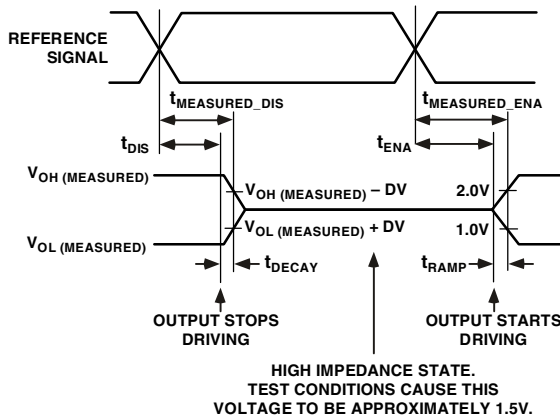 REFERENCE
SIGNAL
tMEASURED_DIS
tMEASURED_ENA
tDIS
tENA
VOH (MEASURED)
VOH (MEASURED) – DV
2.0V
VOL (MEASURED) + DV
1.0V
VOL (MEASURED)
tDECAY
tRAMP
OUTPUT STOPS
DRIVING
OUTPUT STARTS
DRIVING
HIGH IMPEDANCE STATE.
TEST CONDITIONS CAUSE THIS
VOLTAGE TO BE APPROXIMATELY 1.5V.